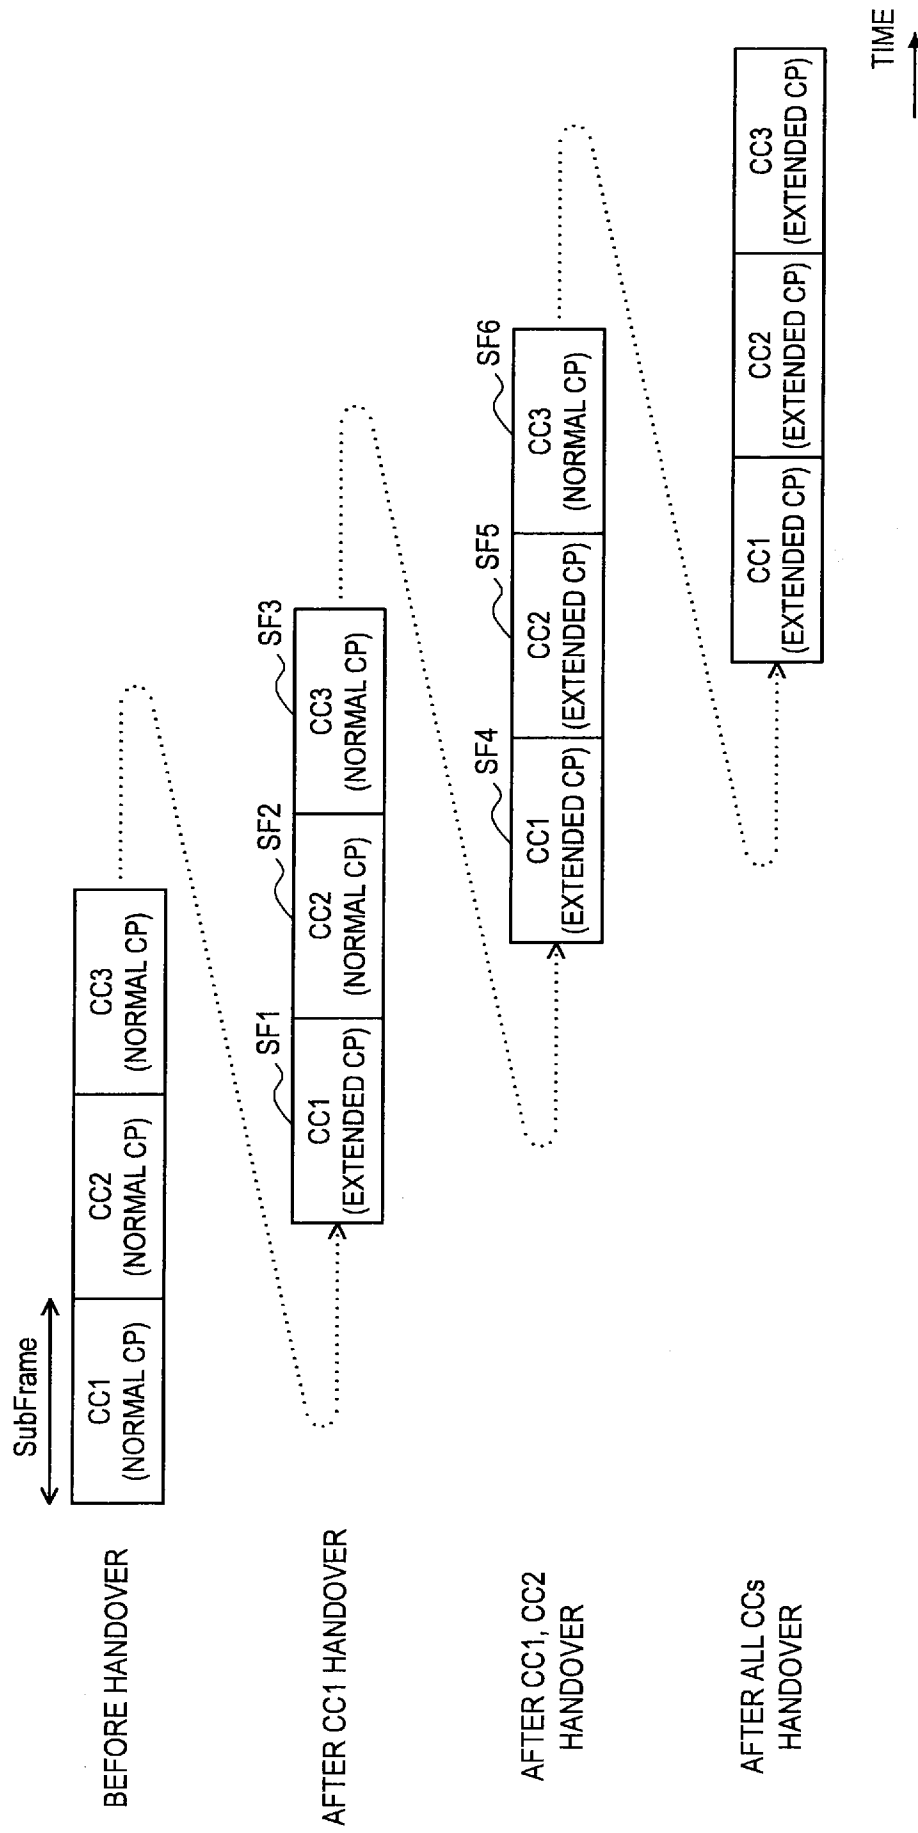 SubFrame
BEFORE HANDOVER
CC1
(NORMAL CP)
CC2
(NORMAL CP)
CC3
(NORMAL CP)
AFTER CC1 HANDOVER
SF1
CC1
(EXTENDED CP)
SF2
CC2
(NORMAL CP)
SF3
CC3
(NORMAL CP)
AFTER CC1, CC2
HANDOVER
SF4
CC1
(EXTENDED CP)
SF5
CC2
(EXTENDED CP)
SF6
CC3
(NORMAL CP)
AFTER ALL CCs
HANDOVER
CC1
(EXTENDED CP)
CC2
(EXTENDED CP)
CC3
(EXTENDED CP)
TIME